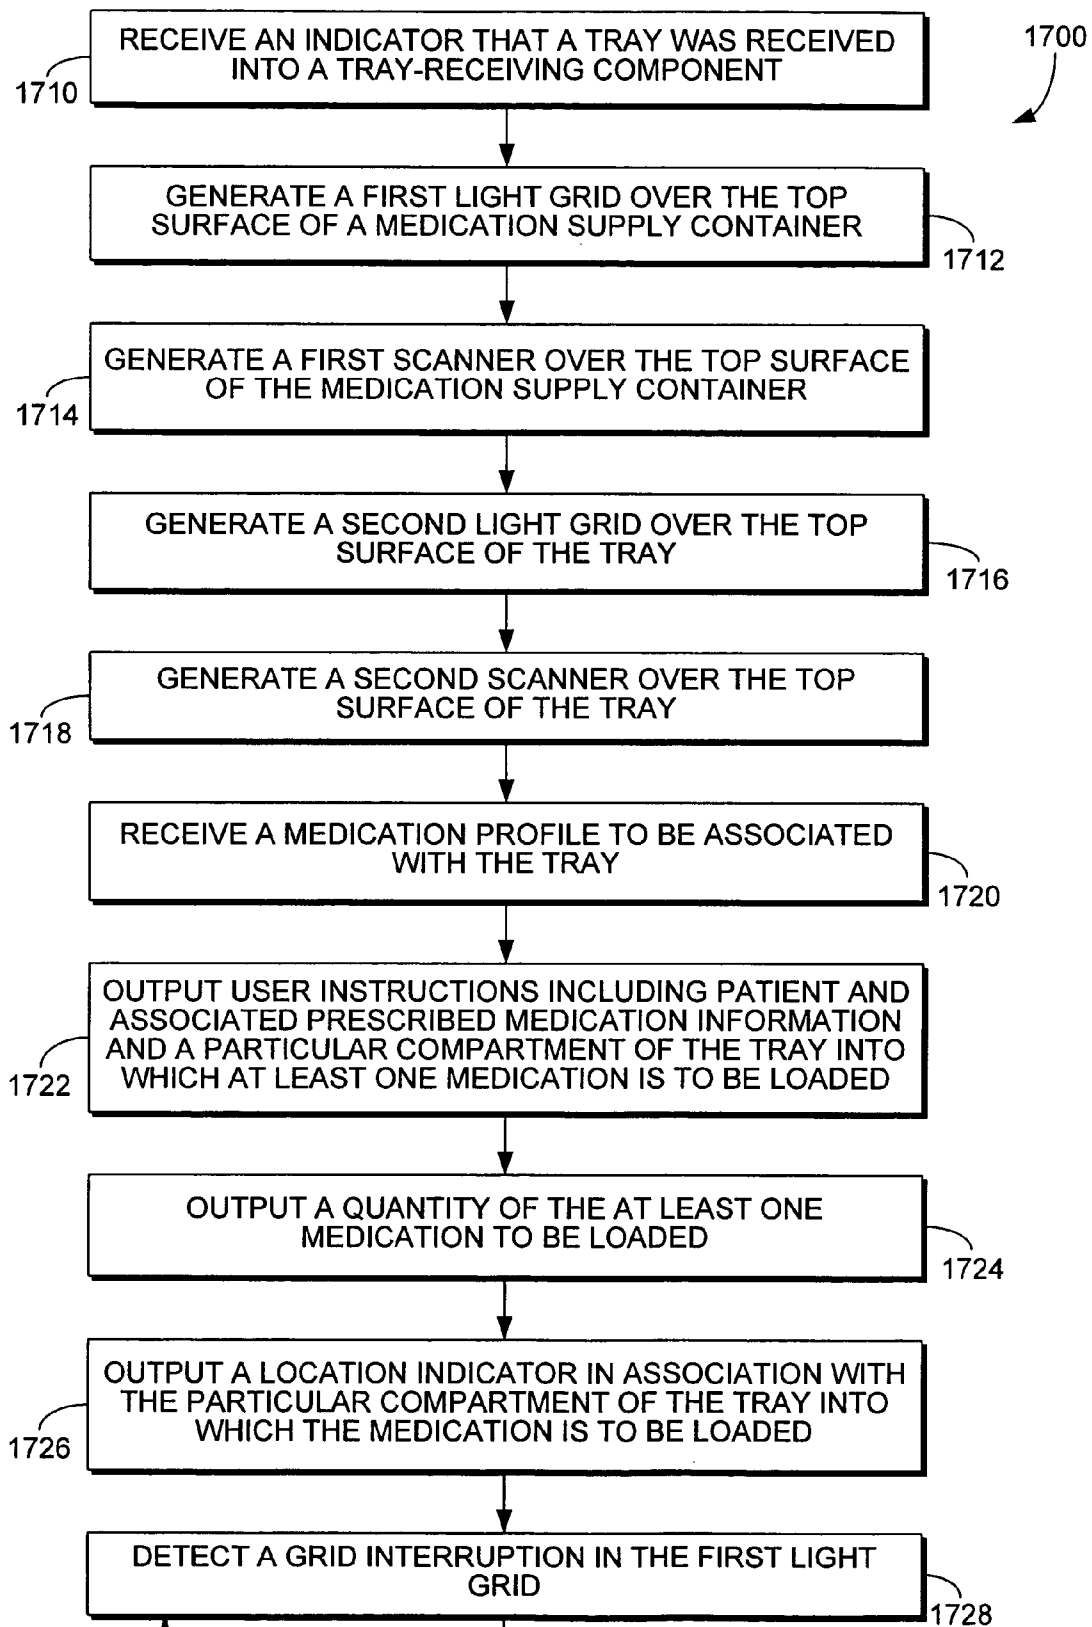 1700
RECEIVE AN INDICATOR THAT A TRAY WAS RECEIVED
INTO A TRAY-RECEIVING COMPONENT
1710
GENERATE A FIRST LIGHT GRID OVER THE TOP
SURFACE OF A MEDICATION SUPPLY CONTAINER
1712
GENERATE A FIRST SCANNER OVER THE TOP SURFACE
OF THE MEDICATION SUPPLY CONTAINER
1714
GENERATE A SECOND LIGHT GRID OVER THE TOP
SURFACE OF THE TRAY
1716
GENERATE A SECOND SCANNER OVER THE TOP
SURFACE OF THE TRAY
1718
RECEIVE A MEDICATION PROFILE TO BE ASSOCIATED
WITH THE TRAY
1720
OUTPUT USER INSTRUCTIONS INCLUDING PATIENT AND
ASSOCIATED PRESCRIBED MEDICATION INFORMATION
AND A PARTICULAR COMPARTMENT OF THE TRAY INTO
WHICH AT LEAST ONE MEDICATION IS TO BE LOADED
1722
OUTPUT A QUANTITY OF THE AT LEAST ONE
MEDICATION TO BE LOADED
1724
OUTPUT A LOCATION INDICATOR IN ASSOCIATION WITH
THE PARTICULAR COMPARTMENT OF THE TRAY INTO
WHICH THE MEDICATION IS TO BE LOADED
1726
DETECT A GRID INTERRUPTION IN THE FIRST LIGHT
GRID
1728